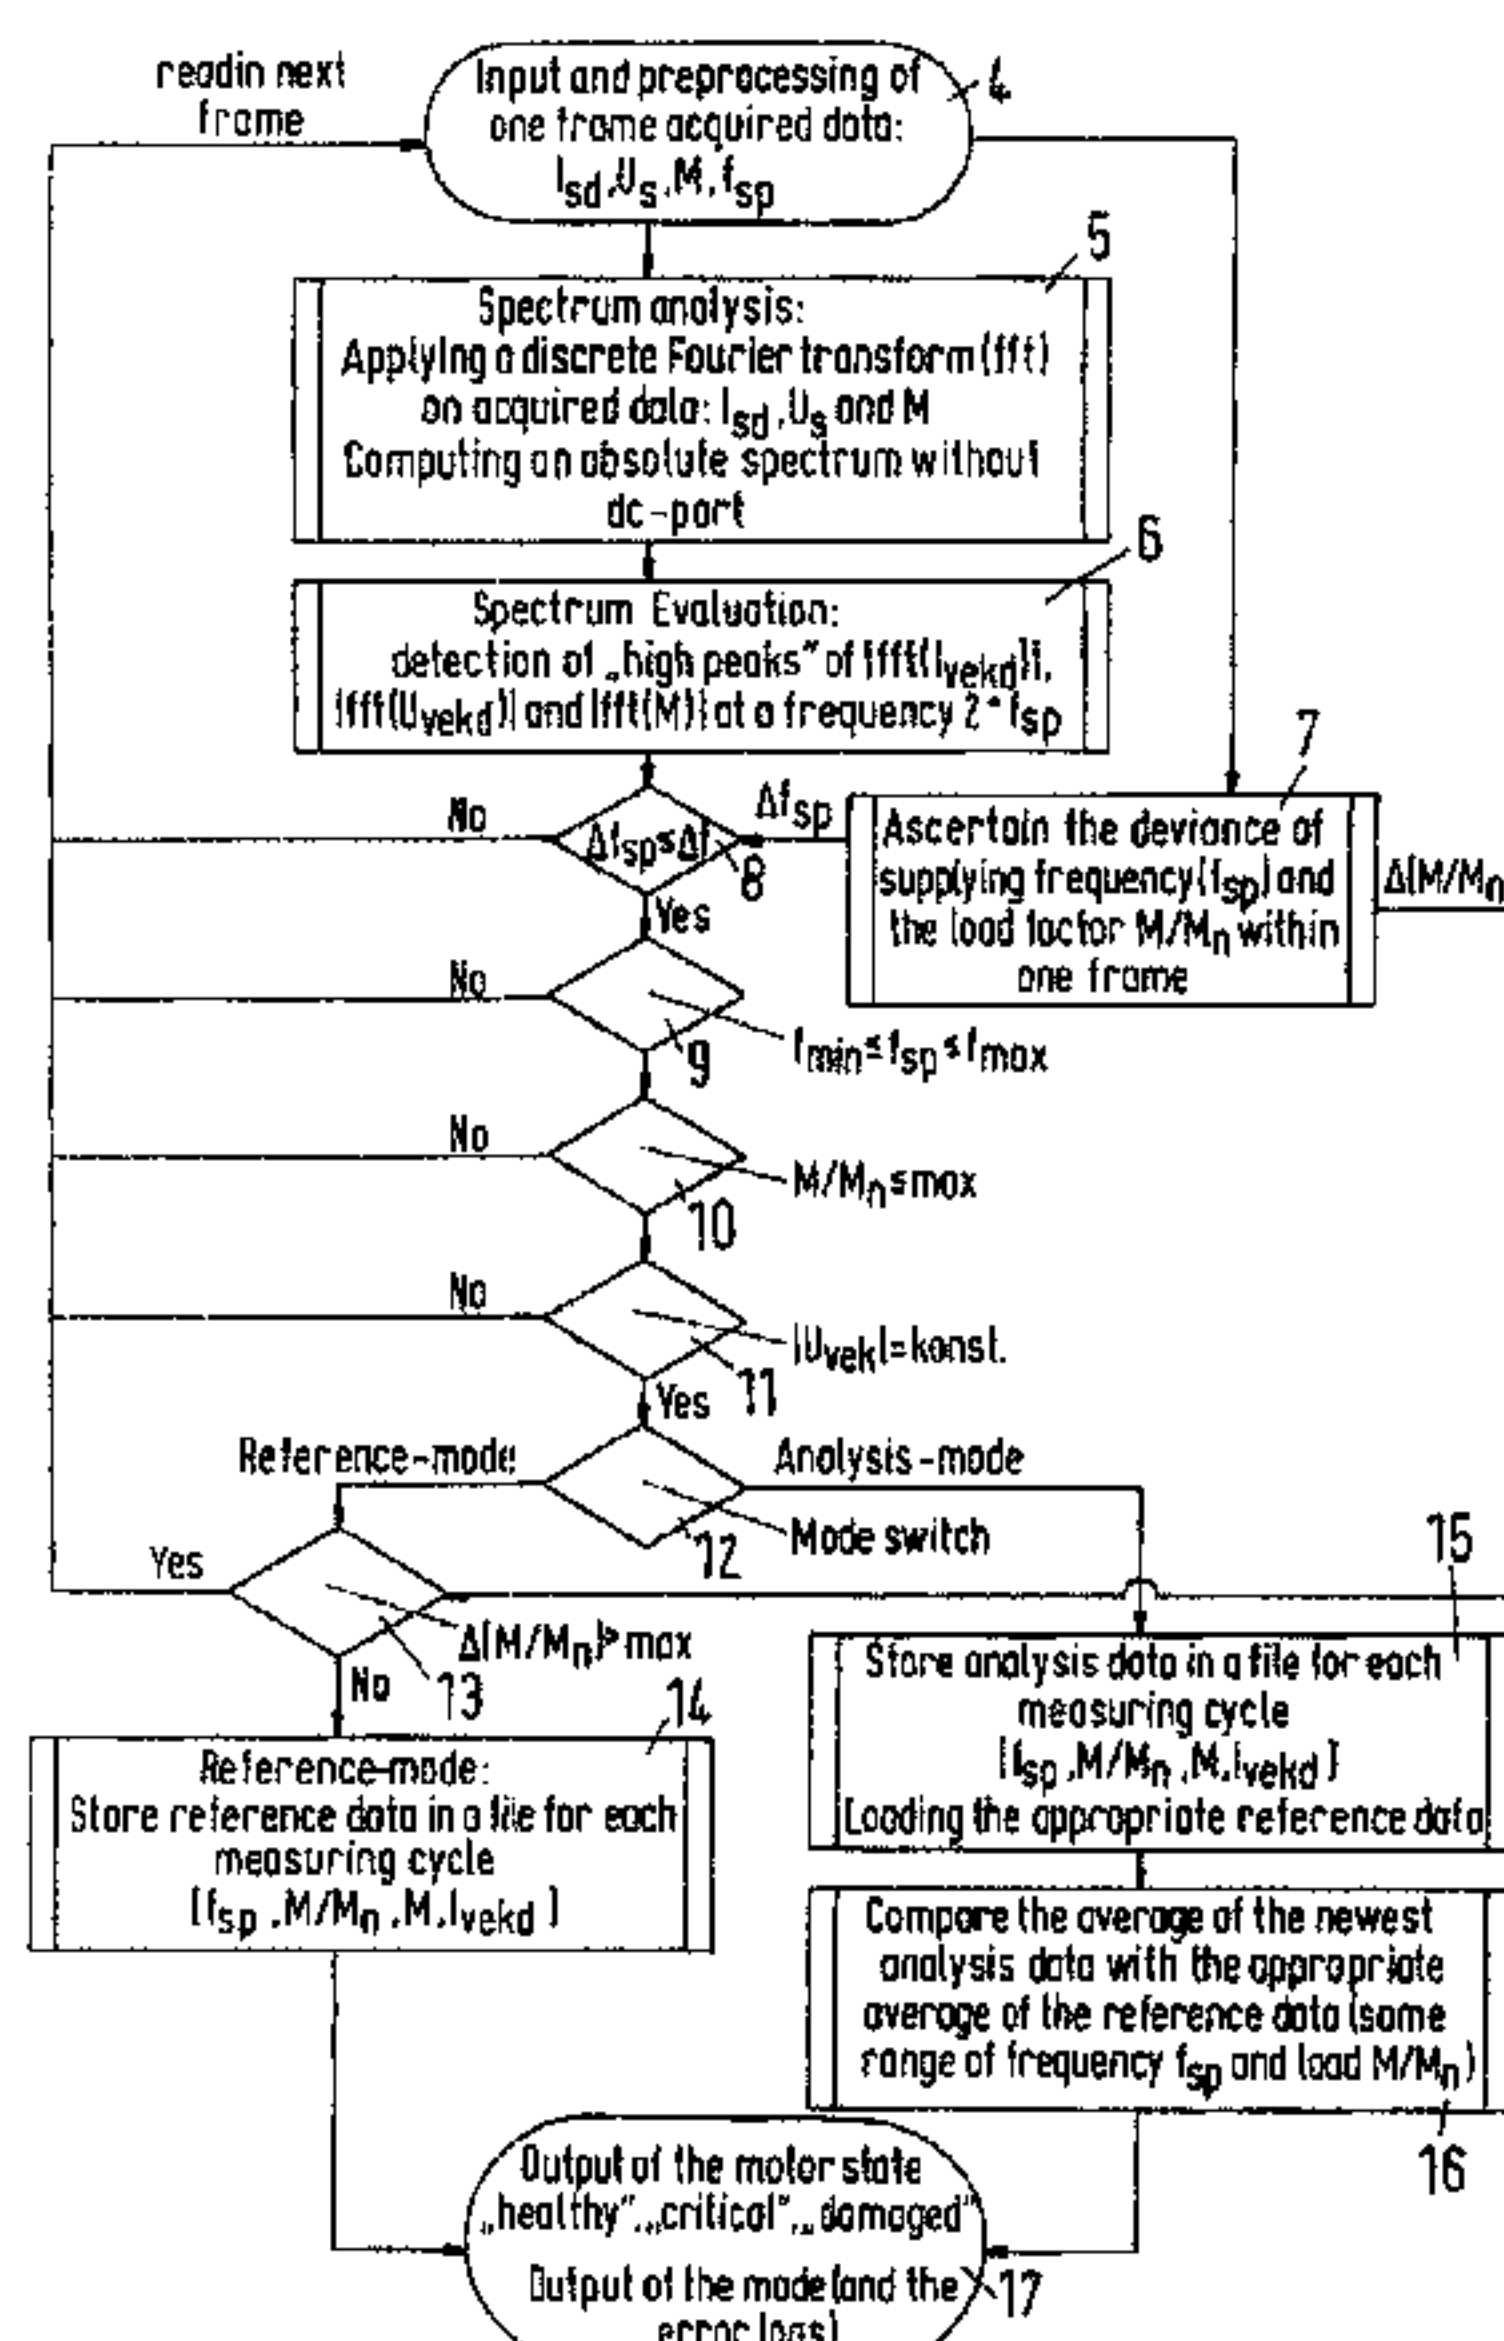 readin next
frame
Input and preprocessing of
one frame acquired data:
Isd, Us, M, fsp
4
5
Spectrum analysis:
Applying a discrete Fourier transform (fft)
on acquired data: Isd, Us and M
Computing an absolute spectrum without
dc-part
6
Spectrum Evaluation:
detection of „high peaks" of |fft(Ivekd)|,
|fft(Uvekd)| and |fft(M)| at a frequency 2*fsp
7
Ascertain the deviance of
supplying frequency (fsp) and
the load factor M/Mn within
one frame
Δfsp
Δ(M/Mn
No
Δfsp≤Δf
8
Yes
No
9
fmin≤fsp≤fmax
No
M/Mn≤max
10
No
|Uvek|=konst.
11
Yes
Reference-mode
Analysis-mode
Mode switch
12
Yes
Δ(M/Mn)>max
13
No
14
Reference-mode:
Store reference data in a file for each
measuring cycle
[fsp, M/Mn, M, Ivekd]
15
Store analysis data in a file for each
measuring cycle
[fsp, M/Mn, M, Ivekd]
Loading the appropriate reference data
Compare the average of the newest
analysis data with the appropriate
average of the reference data (same
range of frequency fsp and load M/Mn)
16
Output of the motor state
„healthy", „critical", „damaged"
Output of the mode (and the
error logs)
17